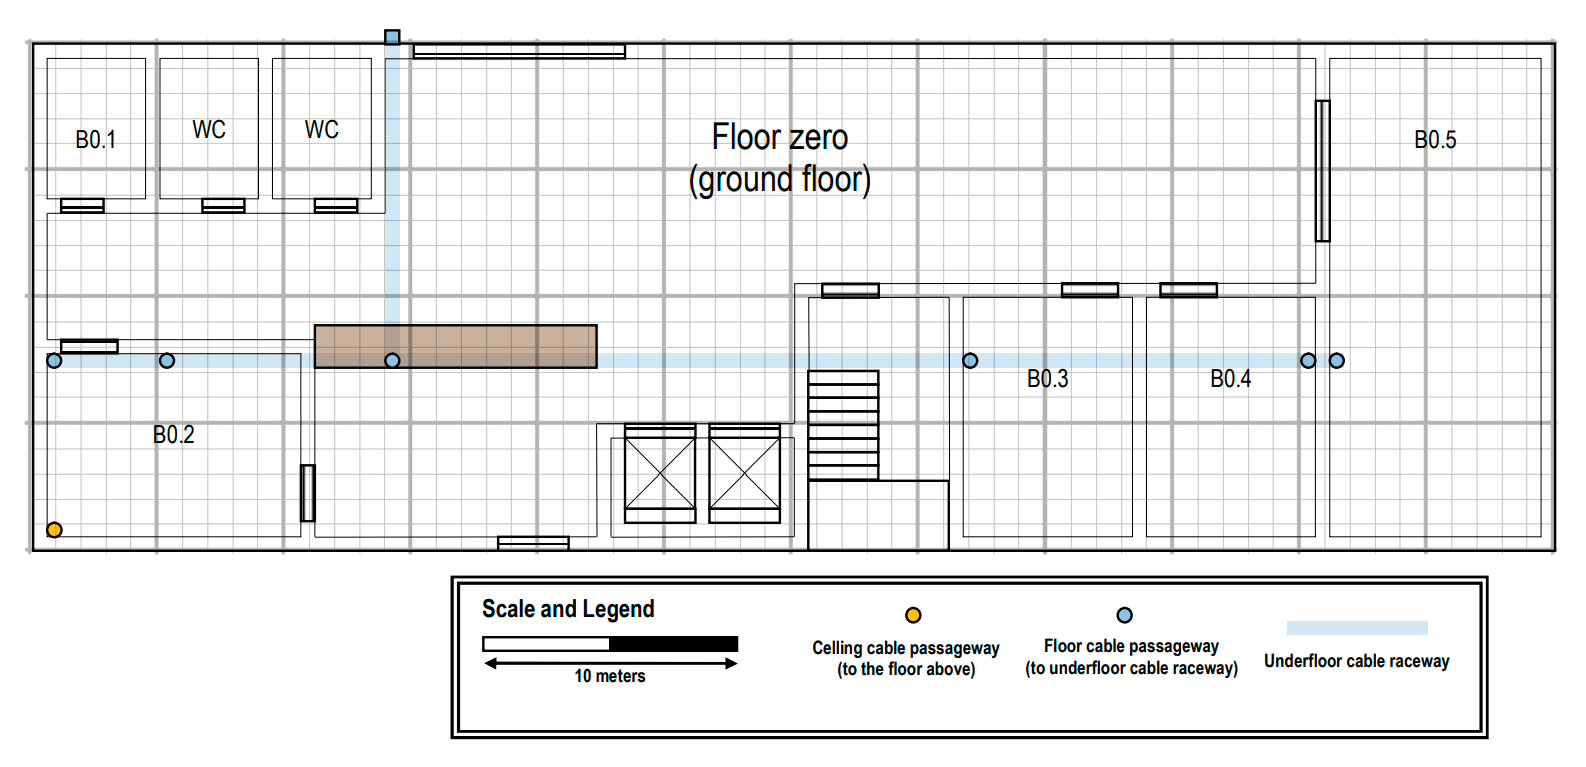 B0.1
WC
WC
Floor zero
(ground floor)
B0.5
B0.3
B0.4
B0.2
Scale and Legend
10 meters
Celling cable passageway
(to the floor above)
Floor cable passageway
(to underfloor cable raceway)
Underfloor cable raceway